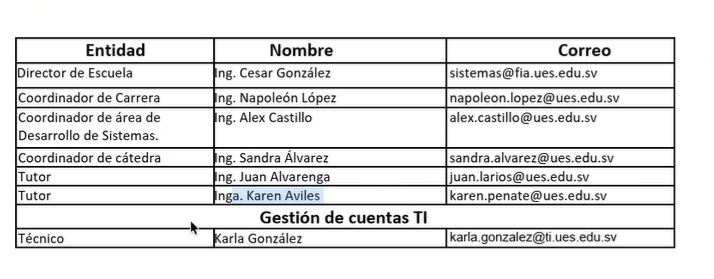 Entidad Nombre Correo
Director de Escuela Ing. Cesar González sistemas@fia.ues.edu.sv
Coordinador de Carrera Ing. Napoleón López napoleon.lopez@ues.edu.sv
Coordinador de área de Ing. Alex Castillo alex.castillo@ues.edu.sv
Desarrollo de Sistemas.
Coordinador de cátedra Ing. Sandra Álvarez sandra.alvarez@ues.edu.sv
Tutor Ing. Juan Alvarenga juan.larios@ues.edu.sv
Tutor Inga. Karen Aviles karen.penate@ues.edu.sv
Gestión de cuentas TI
Técnico Karla González karla.gonzalez@ti.ues.edu.sv